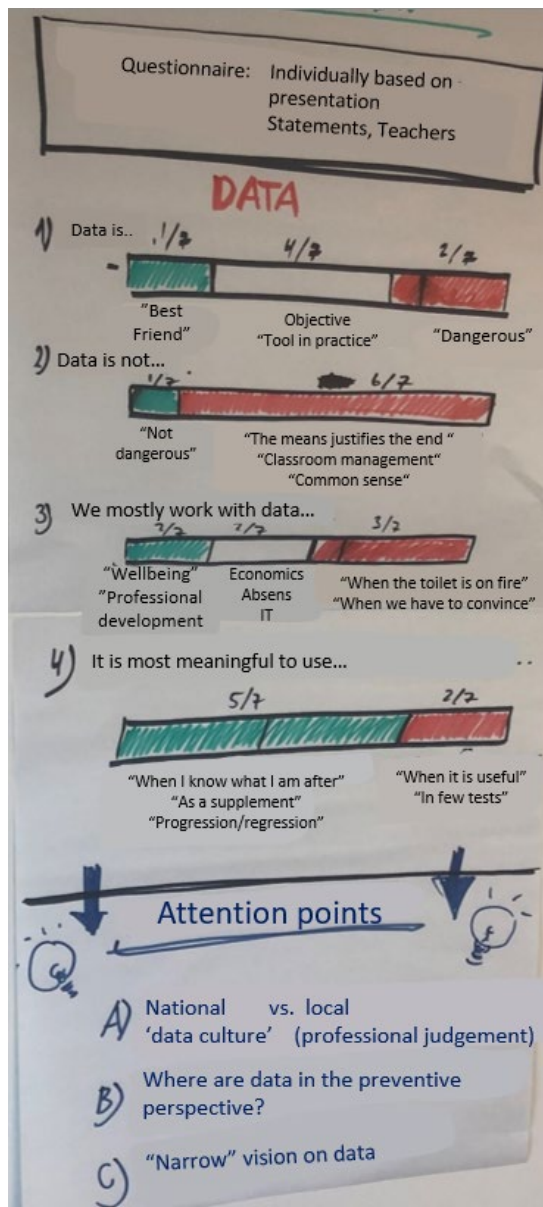 Questionnaire: Individually based on
presentation
Statements, Teachers
DATA
1) Data is..
1/7 4/7 2/7
"Best
Friend"
Objective
"Tool in practice"
"Dangerous"
2) Data is not...
1/7 6/7
"Not
dangerous"
"The means justifies the end "
"Classroom management"
"Common sense"
3) We mostly work with data...
2/7 2/7 3/7
"Wellbeing"
"Professional
development
Economics
Absens
IT
"When the toilet is on fire"
"When we have to convince"
4) It is most meaningful to use...
5/7 2/7
"When I know what I am after"
"As a supplement"
"Progression/regression"
"When it is useful"
"In few tests"
Attention points
A) National vs. local
'data culture' (professional judgement)
B) Where are data in the preventive
perspective?
C) "Narrow" vision on data